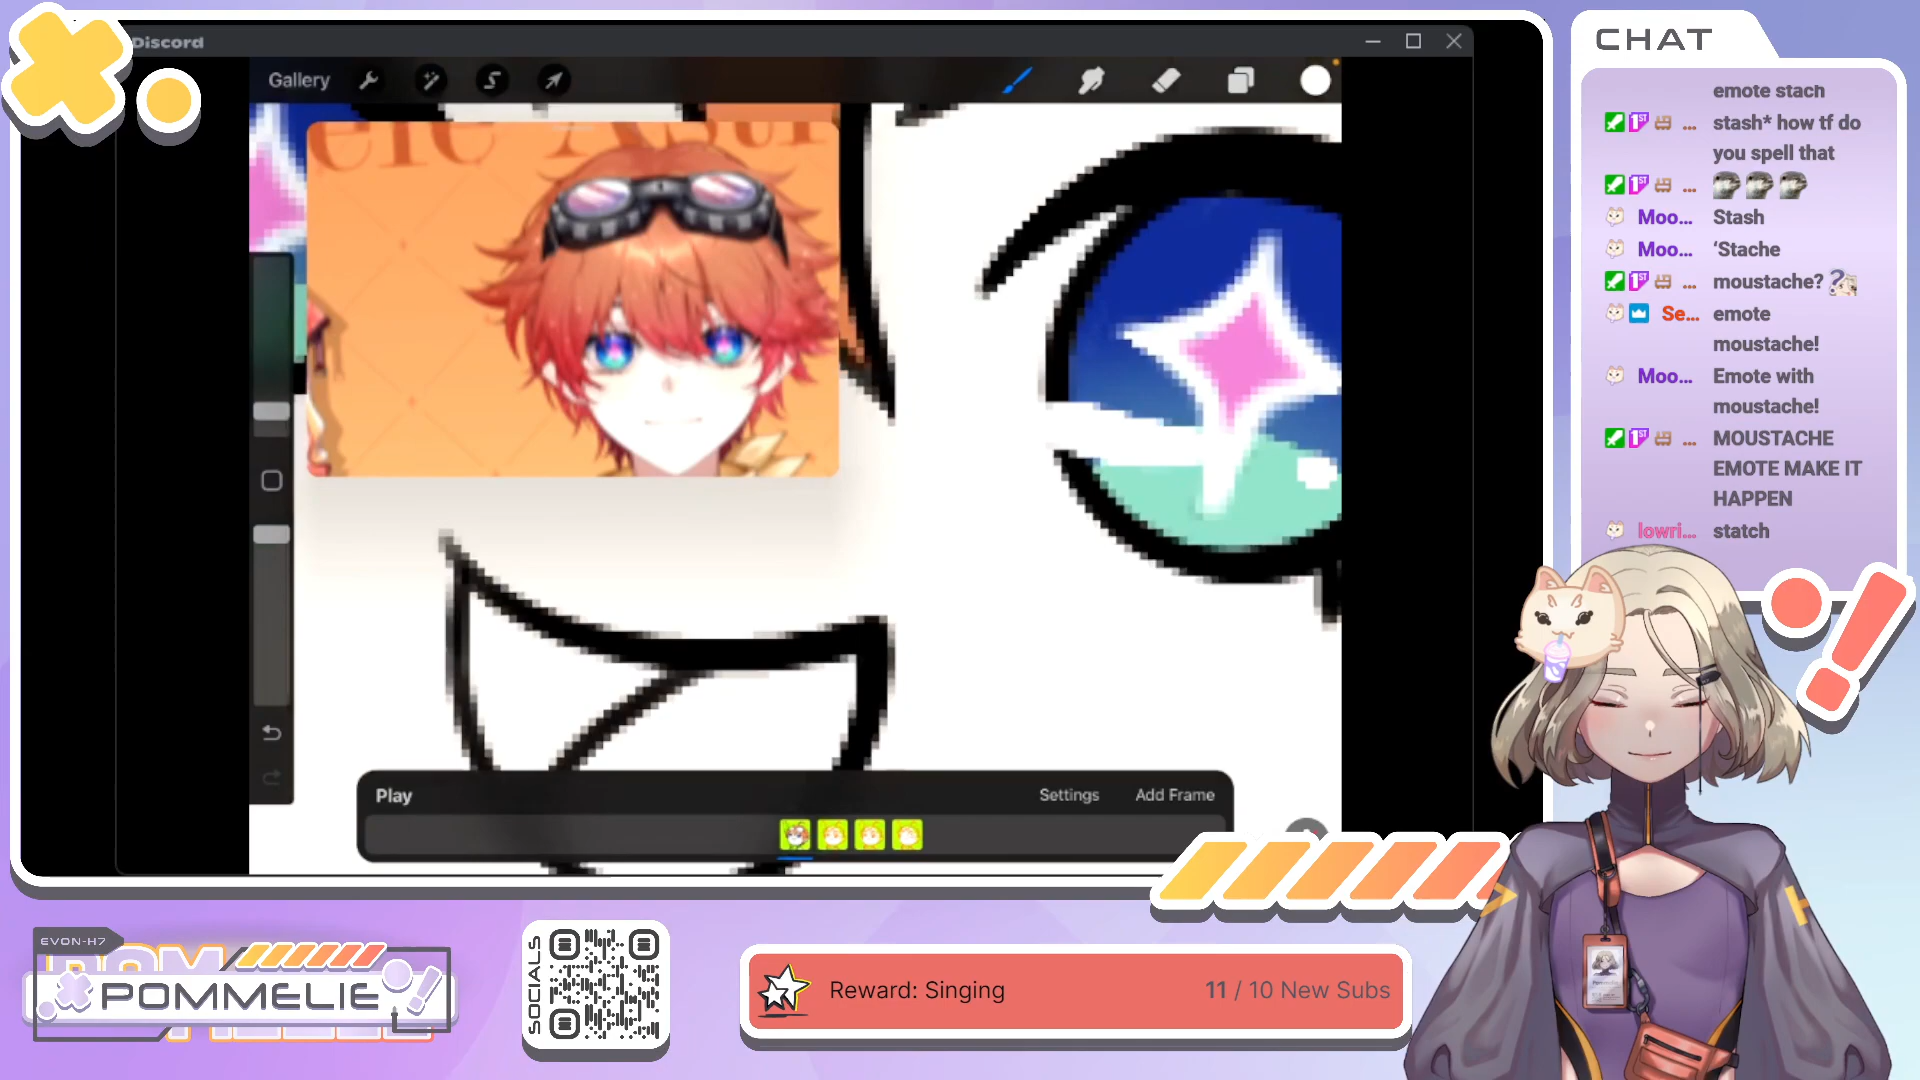 Discord
Gallery
Play
Settings
Add Frame
CHAT
emote stach
stash* how tf do
you spell that
Moo... Stash
Moo... ‘Stache
... moustache?
Se... emote
moustache!
Moo... Emote with
moustache!
... MOUSTACHE
EMOTE MAKE IT
HAPPEN
lowri... statch
EVON-H7
POMMELIE
SOCIALS
Reward: Singing
11 / 10 New Subs